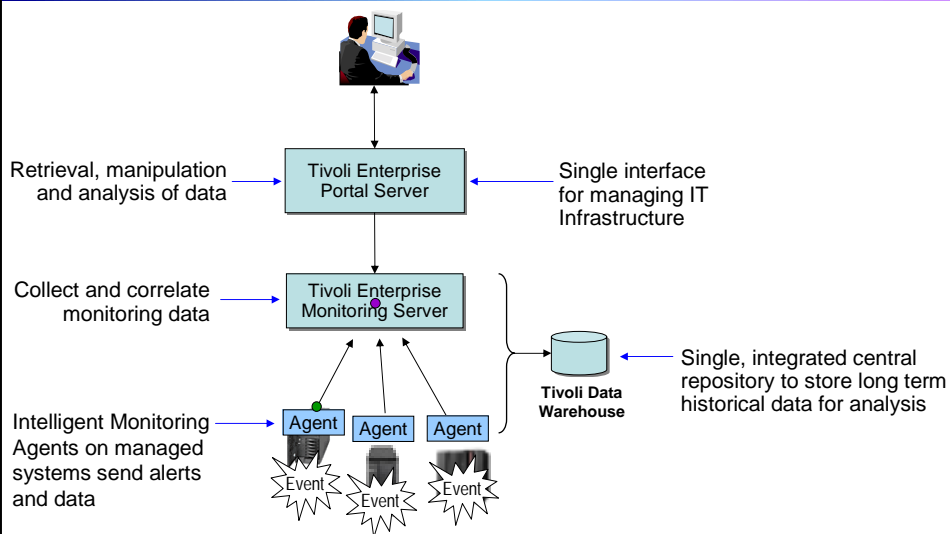 Retrieval, manipulation
and analysis of data
Tivoli Enterprise
Portal Server
Single interface
for managing IT
Infrastructure
Collect and correlate
monitoring data
Tivoli Enterprise
Monitoring Server
Tivoli Data
Warehouse
Single, integrated central
repository to store long term
historical data for analysis
Intelligent Monitoring
Agents on managed
systems send alerts
and data
Agent
Agent
Agent
Event
Event
Event